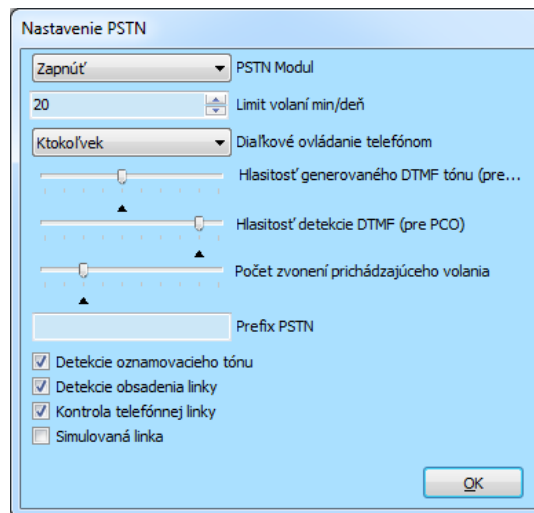 Nastavenie PSTN
Zapnúť PSTN Modul
20 Limit volaní min/deň
Ktokoľvek Diaľkové ovládanie telefónom
Hlasitosť generovaného DTMF tónu (pre...
Hlasitosť detekcie DTMF (pre PCO)
Počet zvonení prichádzajúceho volania
Prefix PSTN
Detekcie oznamovacieho tónu
Detekcie obsadenia linky
Kontrola telefónnej linky
Simulovaná linka
OK